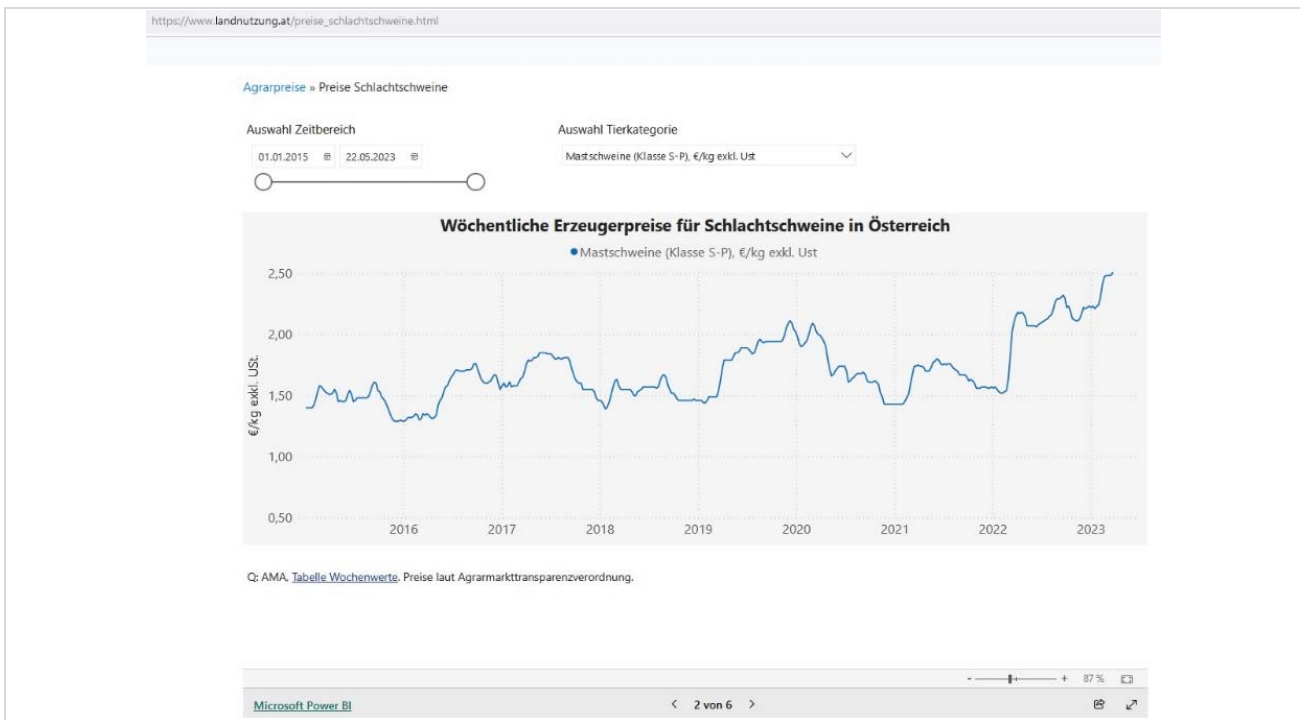 https://www.landnutzung.at/preise_schlachtschweine.html
Agrarpreise » Preise Schlachtschweine
Auswahl Zeitbereich
Auswahl Tierkategorie
01.01.2015 22.05.2023
Mastschweine (Klasse S-P), €/kg exkl. Ust
Wöchentliche Erzeugerpreise für Schlachtschweine in Österreich
Mastschweine (Klasse S-P), €/kg exkl. Ust
€/kg exkl. USt.
2,50
2,00
1,50
1,00
0,50
2016 2017 2018 2019 2020 2021 2022 2023
Q: AMA, Tabelle Wochenwerte. Preise laut Agrarmarkttransparenzverordnung.
- + 87 %
Microsoft Power BI
< 2 von 6 >